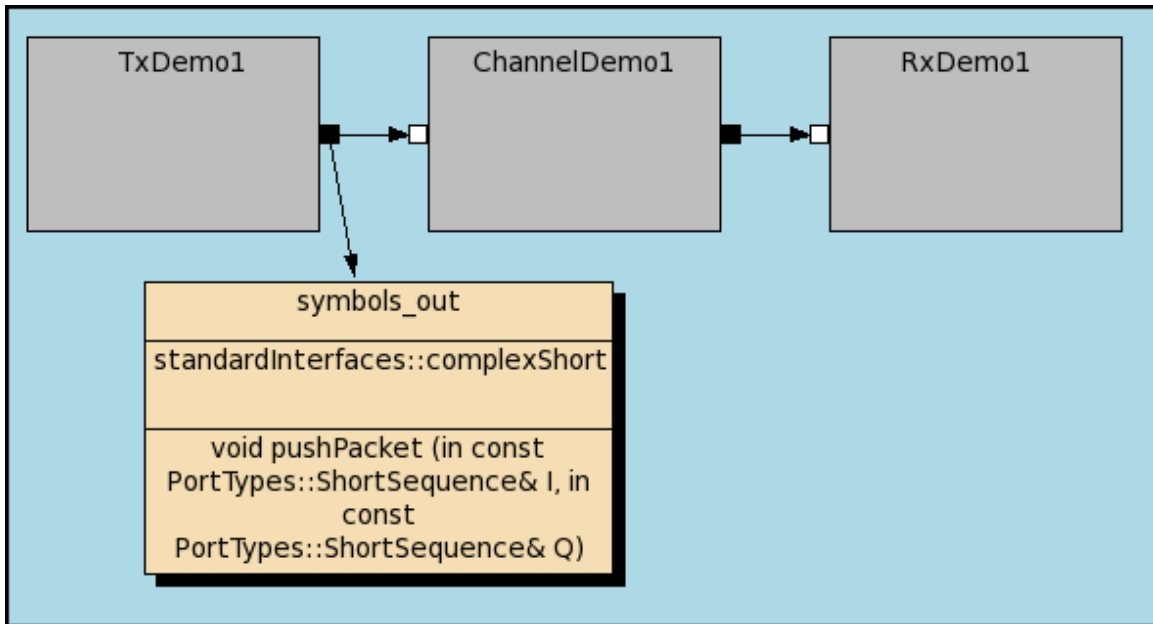 TxDemo1
ChannelDemo1
RxDemo1
symbols_out
standardInterfaces::complexShort
void pushPacket (in const
PortTypes::ShortSequence& I, in
const
PortTypes::ShortSequence& Q)